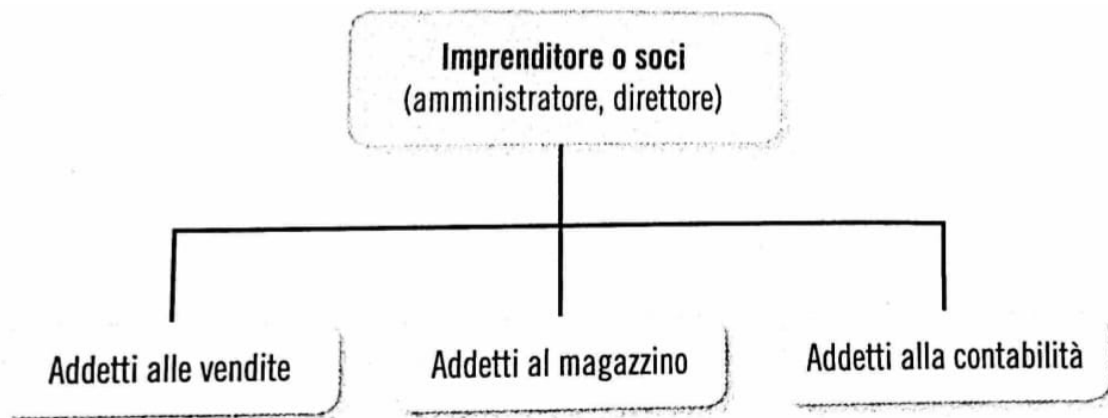 Imprenditore o soci
(amministratore, direttore)
Addetti alle vendite
Addetti al magazzino
Addetti alla contabilità